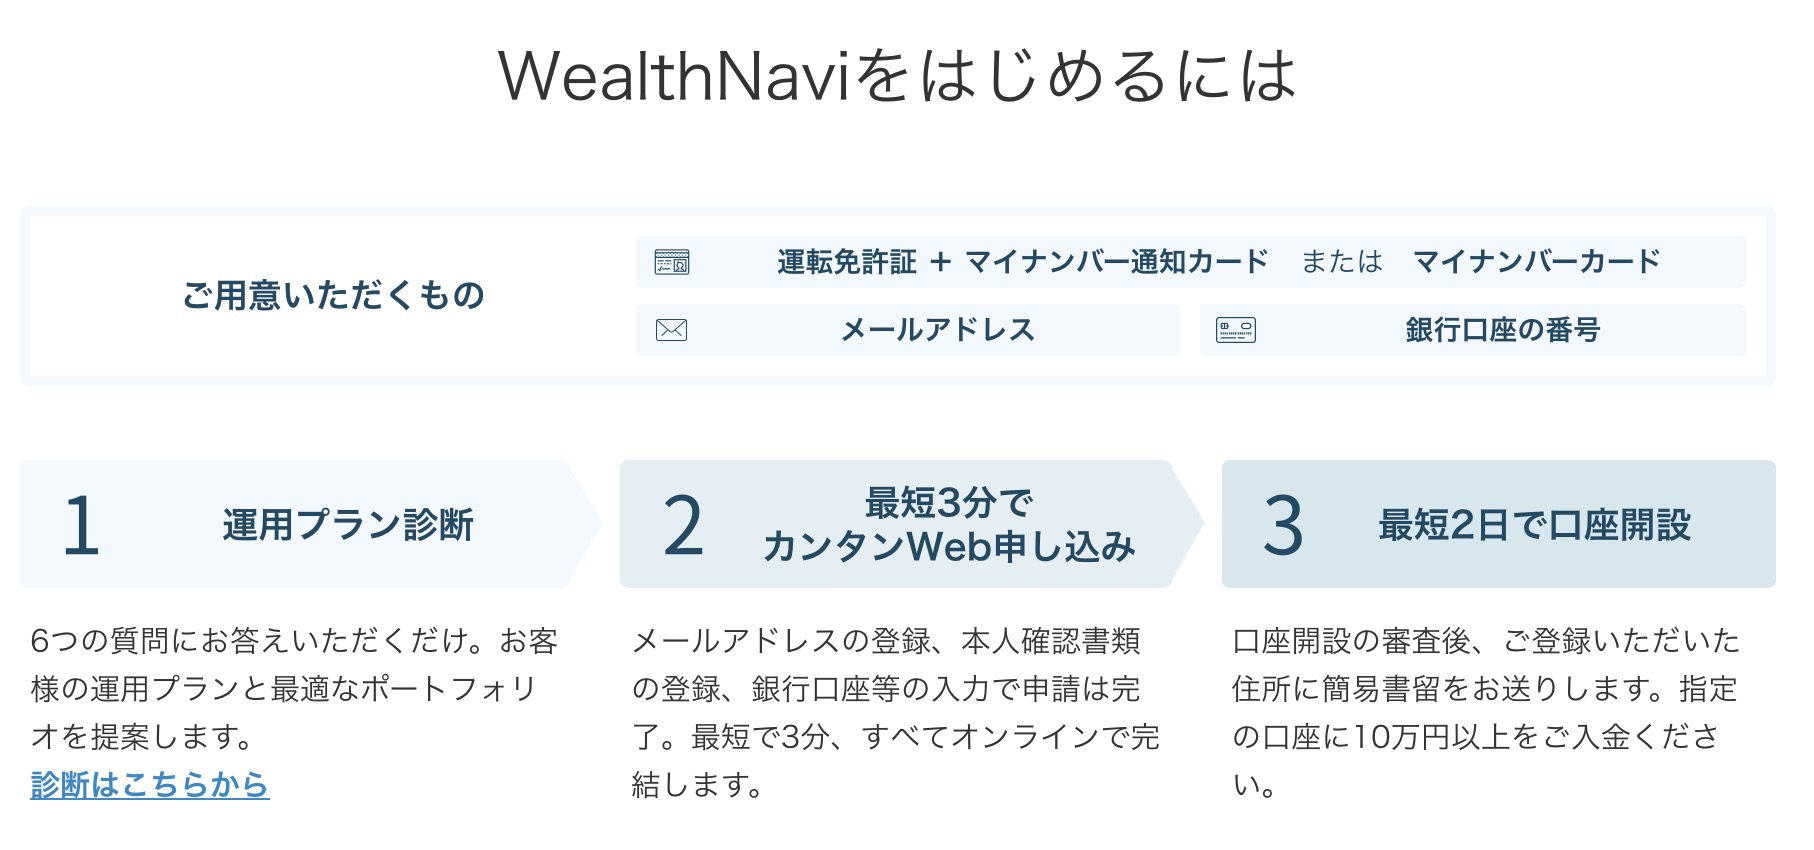 WealthNaviをはじめるには
ご用意いただくもの
運転免許証 + マイナンバー通知カード または マイナンバーカード
メールアドレス
銀行口座の番号
1 運用プラン診断
6つの質問にお答えいただくだけ。お客
様の運用プランと最適なポートフォリ
オを提案します。
診断はこちらから
2 最短3分で
カンタンWeb申し込み
メールアドレスの登録、本人確認書類
の登録、銀行口座等の入力で申請は完
了。最短で3分、すべてオンラインで完
結します。
3 最短2日で口座開設
口座開設の審査後、ご登録いただいた
住所に簡易書留をお送りします。指定
の口座に10万円以上をご入金くださ
い。